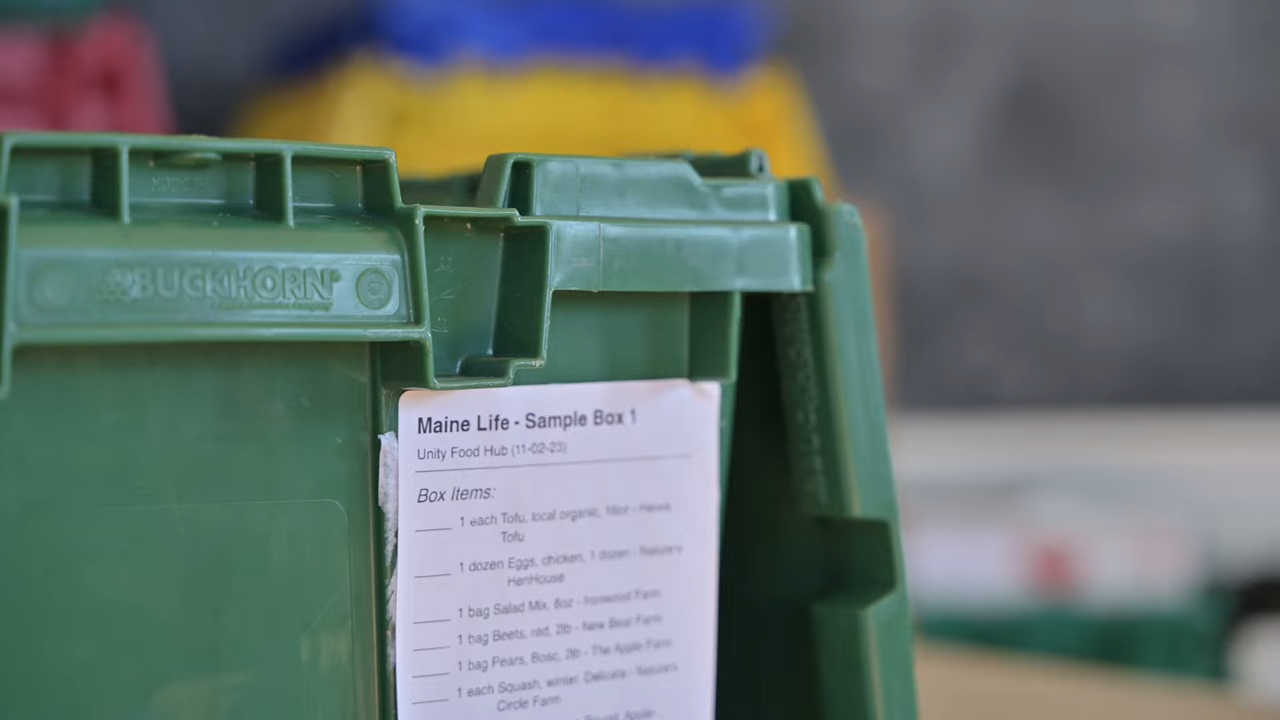 BUCKHORN
Maine Life - Sample Box 1
Unity Food Hub (11-02-23)
Box Items:
1 each Tofu, local organic, 16oz - Heiwa
Tofu
1 dozen Eggs, chicken, 1 dozen - Nature's
HenHouse
1 bag Salad Mix, 8oz - Ironwood Farm
1 bag Beets, red, 2lb - New Beat Farm
1 bag Pears, Bosc, 2lb - The Apple Farm
1 each Squash, winter, Delicata - Nature's
Circle Farm